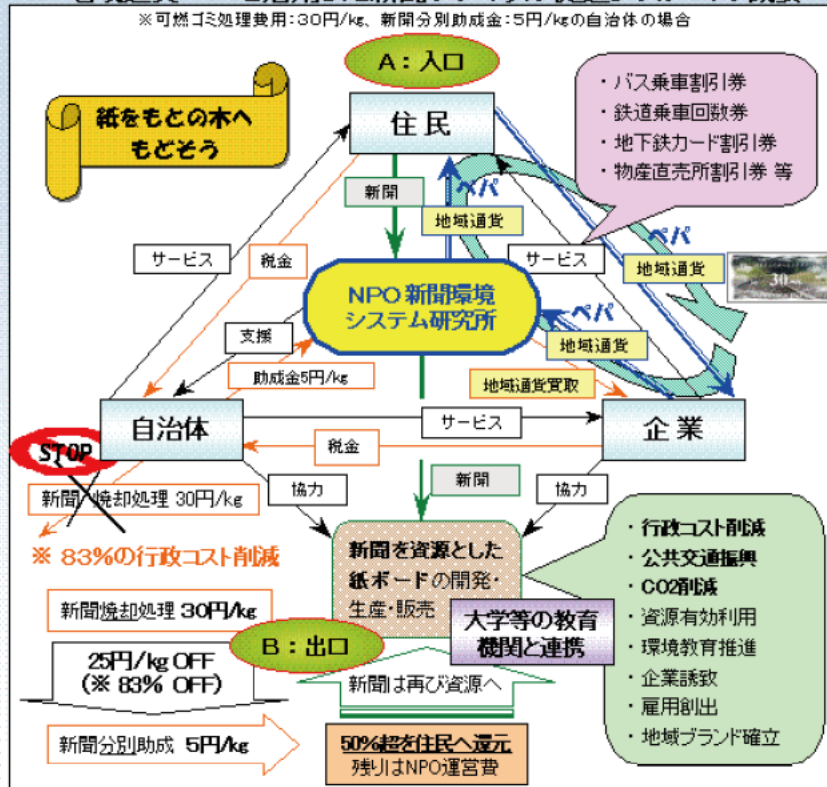 ※可燃ゴミ処理費用:30円/kg、新聞分別助成金:5円/kgの自治体の場合
A:入口
紙をもとの木へ
もどそう
住民
・バス乗車割引券
・鉄道乗車回数券
・地下鉄カード割引券
・物産直売所割引券 等
新聞
ペパ
地域通貨
サービス
税金
サービス
ペパ
地域通貨
30
NPO新聞環境
システム研究所
ペパ
地域通貨
支援
助成金5円/kg
地域通貨買取
自治体
サービス
企業
STOP
税金
新聞 焼却処理 30円/kg
協力
新聞
協力
※ 83%の行政コスト削減
新聞を資源とした
紙ボードの開発・
生産・販売
大学等の教育
機関と連携
・行政コスト削減
・公共交通振興
・CO2削減
・資源有効利用
・環境教育推進
・企業誘致
・雇用創出
・地域ブランド確立
新聞焼却処理 30円/kg
B:出口
25円/kg OFF
(※ 83% OFF)
新聞は再び資源へ
新聞分別助成 5円/kg
50%超を住民へ還元
残りはNPO運営費